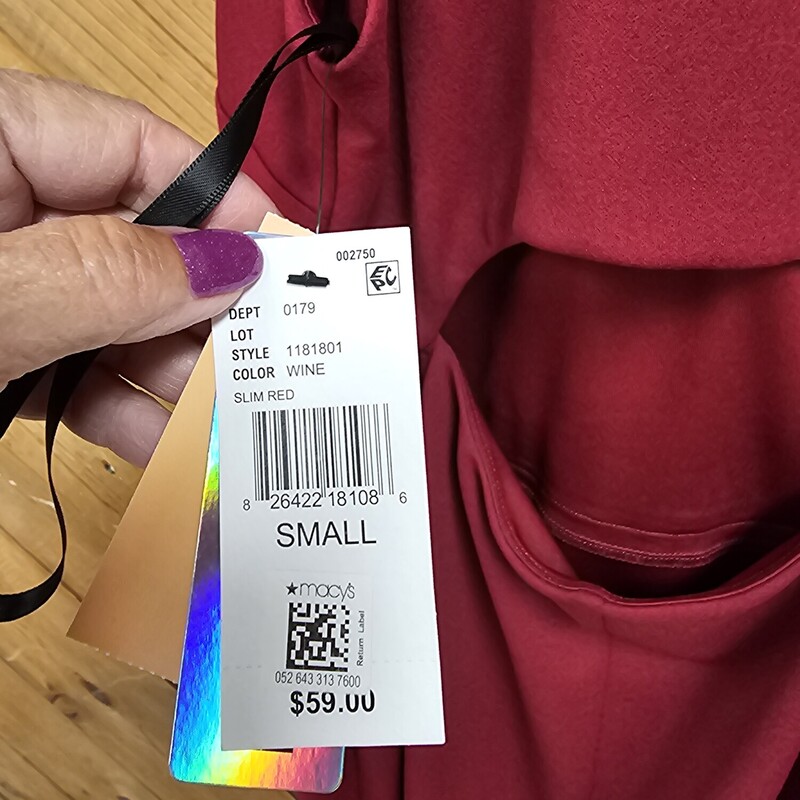 002750
EPC
DEPT 0179
LOT
STYLE 1181801
COLOR WINE
SLIM RED
8 26422 18108 6
SMALL
★macy's
Return Label
052 643 313 7600
$59.00